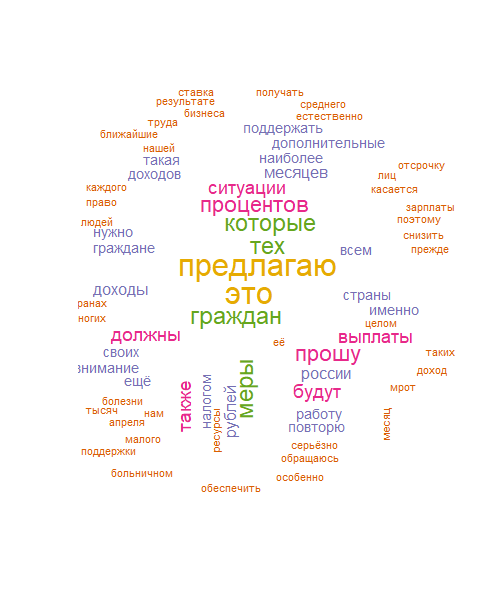 ставка
получать
результате
среднего
бизнеса
естественно
труда
поддержать
ближайшие
дополнительные
нашей
наиболее
такая
отсрочку
доходов
месяцев
лиц
каждого
ситуации
касается
право
процентов
зарплаты
людей
которые
поэтому
нужно
снизить
граждане
тех
всем
прежде
предлагаю
доходы
это
страны
ранах
именно
ногих
граждан
целом
должны
её
выплаты
своих
прошу
таких
внимание
россии
доход
ещё
также
налогом
рублей
меры
будут
мрот
болезни
тысяч
нам
апреля
ресурсы
работу
повторю
месяц
малого
серьёзно
поддержки
обращаюсь
больничном
особенно
обеспечить